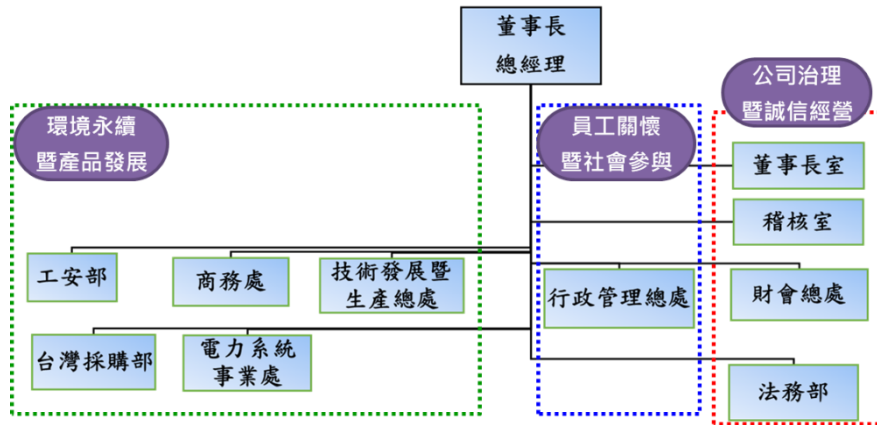 董事長
總經理
公司治理
暨誠信經營
環境永續
暨產品發展
員工關懷
暨社會參與
董事長室
稽核室
工安部
商務處
技術發展暨
生產總處
行政管理總處
財會總處
台灣採購部
電力系統
事業處
法務部